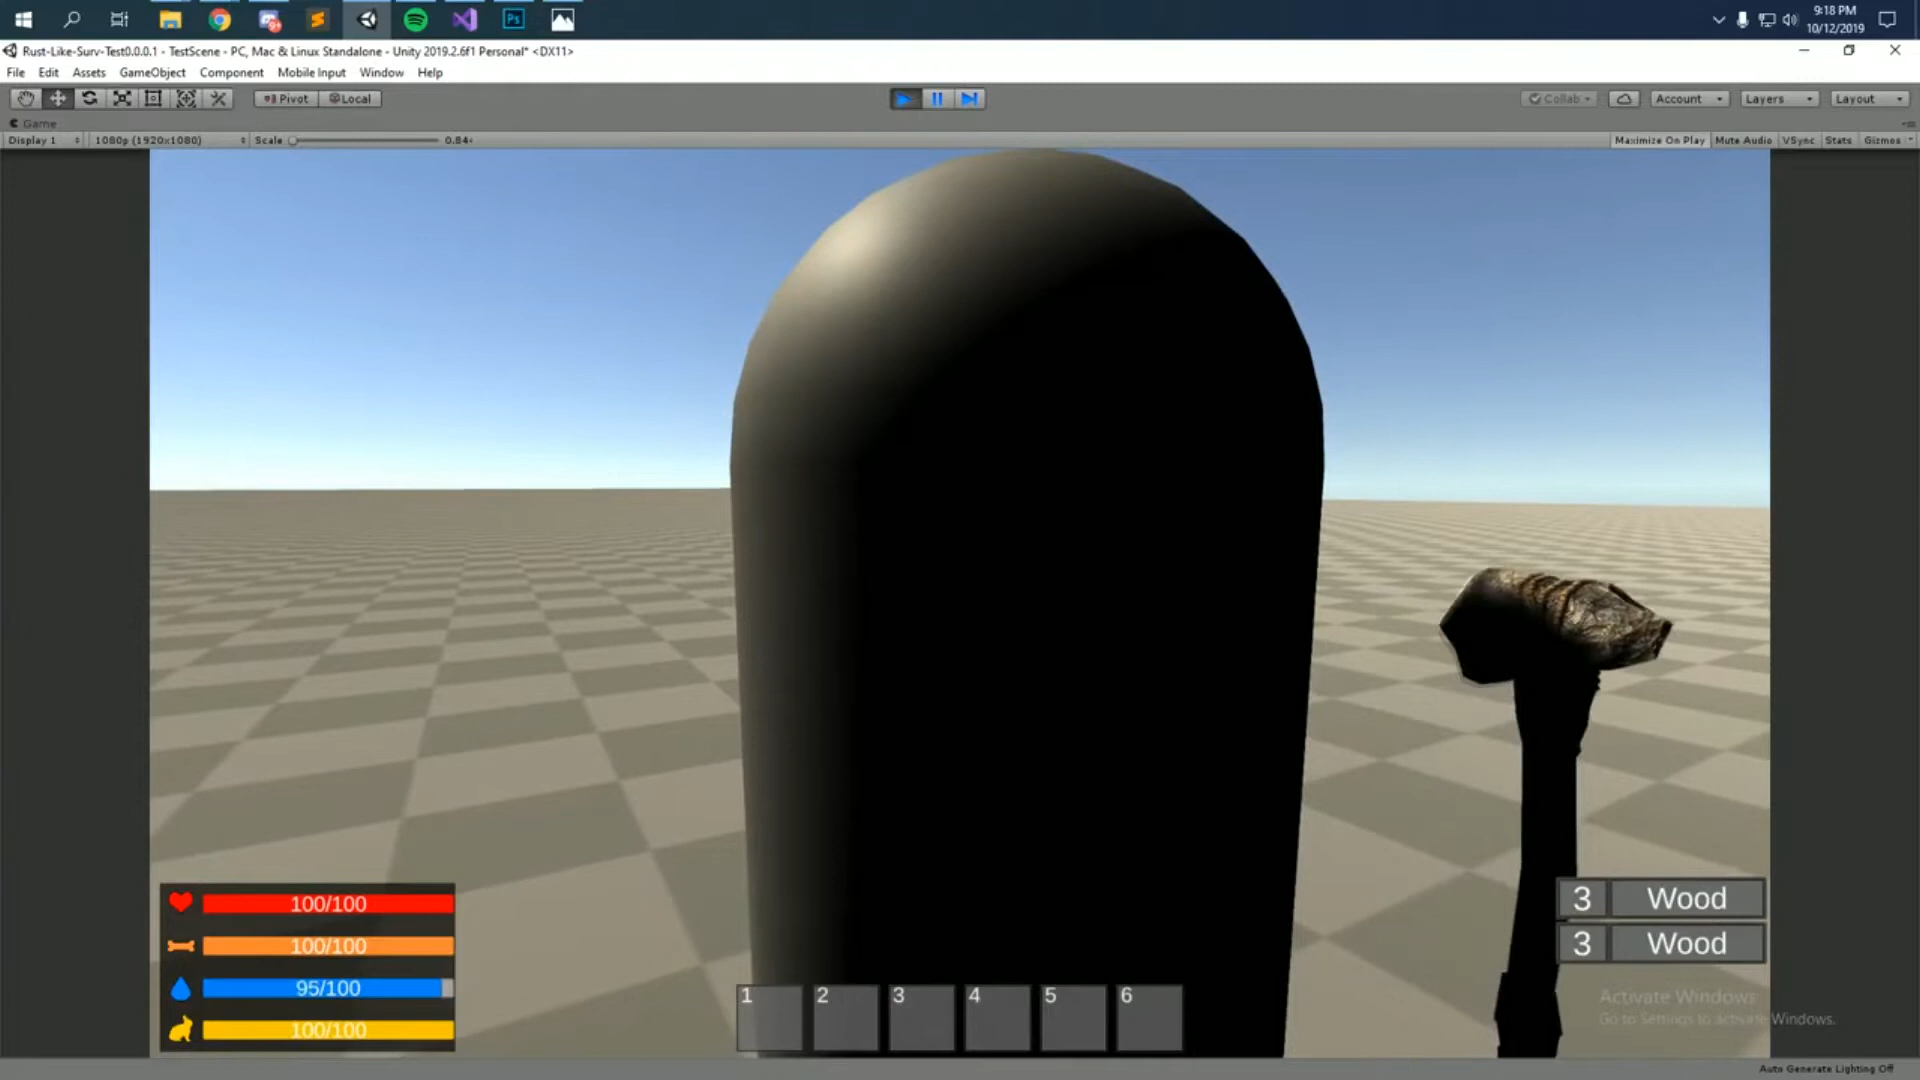 9:18 PM
10/12/2019
Rust-Like-Surv-Test0.0.0.1 - TestScene - PC, Mac & Linux Standalone - Unity 2019.2.6f1 Personal* <DX11>
File Edit Assets GameObject Component Mobile Input Window Help
Pivot Local Collab Account Layers Layout
Game
Display 1 1080p (1920x1080) Scale 0.84 Maximize On Play Mute Audio VSync Stats Gizmos
Ps
100/100
100/100
95/100
100/100
1 2 3 4 5 6
3 Wood
3 Wood
Activate Windows
Go to Settings to activate Windows.
Auto Generate Lighting Off